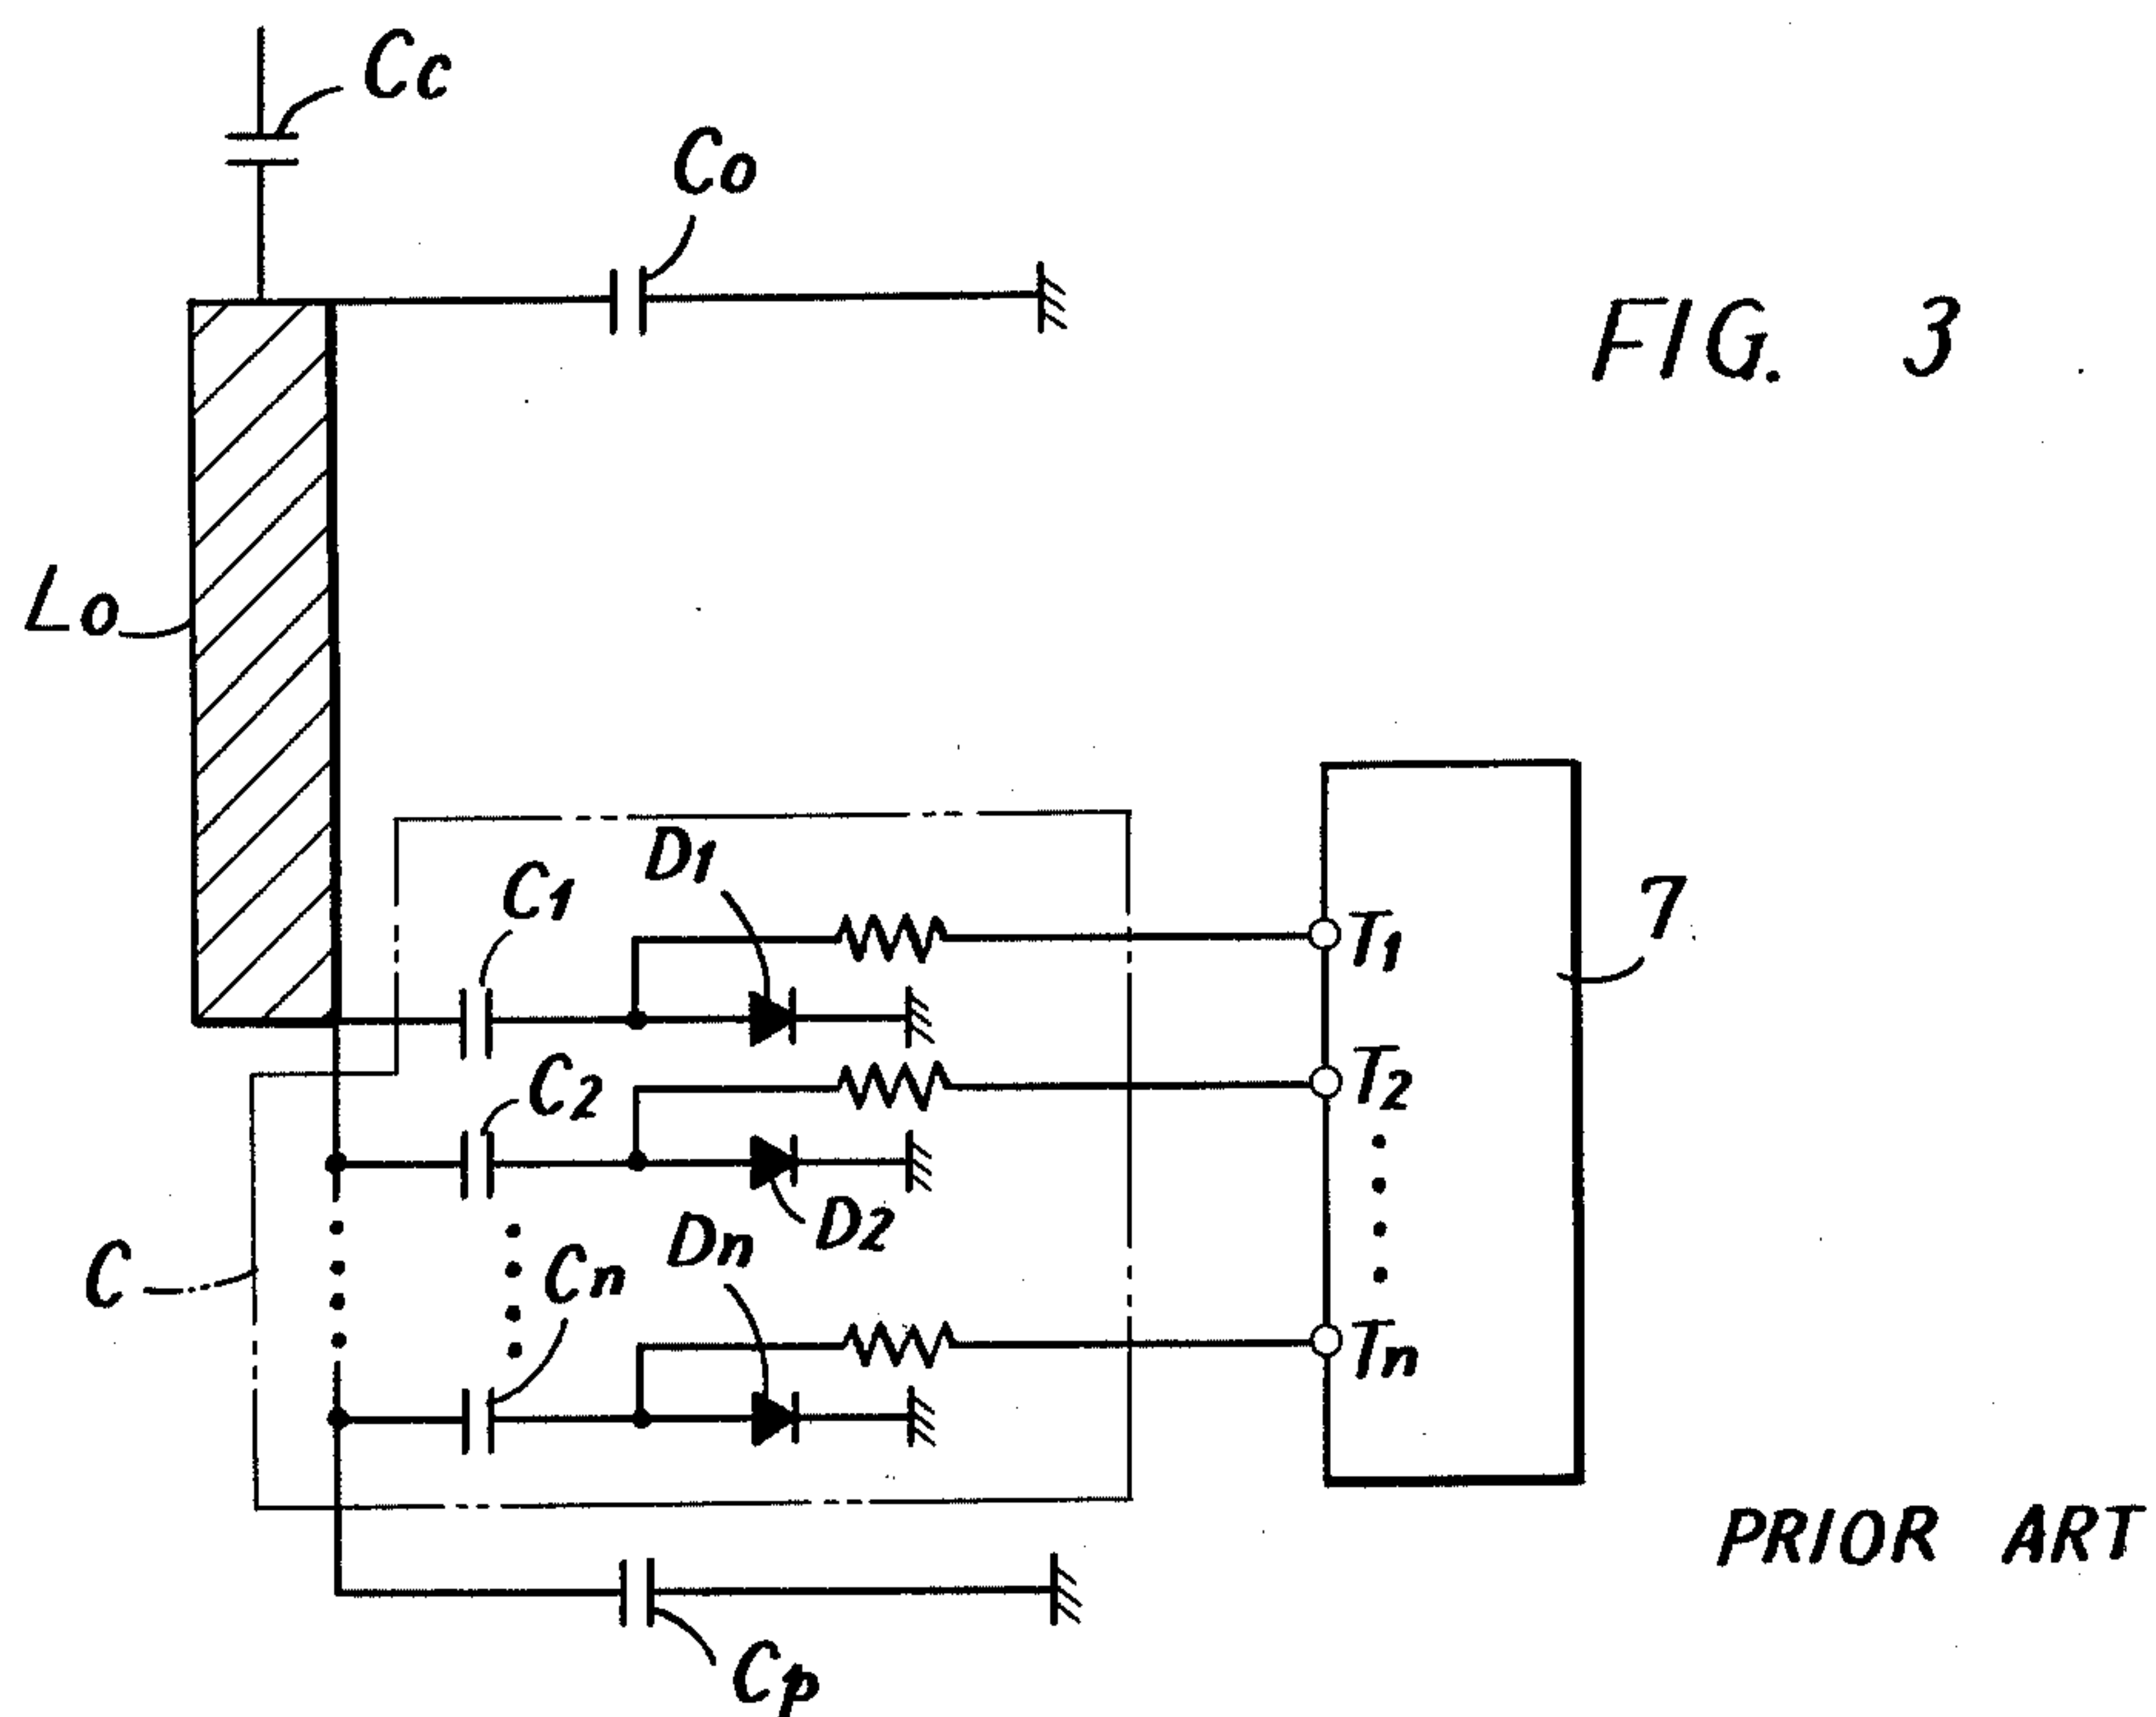 Cc
Co
FIG. 3
Lo
D1
C1
7
T1
T2
C2
D2
Dn
C
Cn
Tn
PRIOR ART
Cp